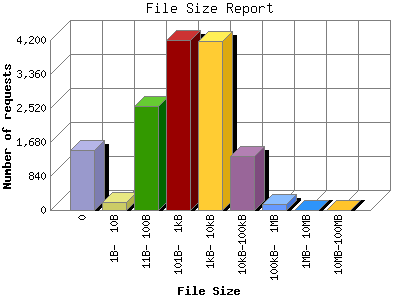 File Size Report
4,200
3,360
2,520
1,680
840
0
Number of requests
0
1B- 10B
11B- 100B
101B- 1kB
1kB- 10kB
10kB-100kB
100kB- 1MB
1MB- 10MB
10MB-100MB
File Size